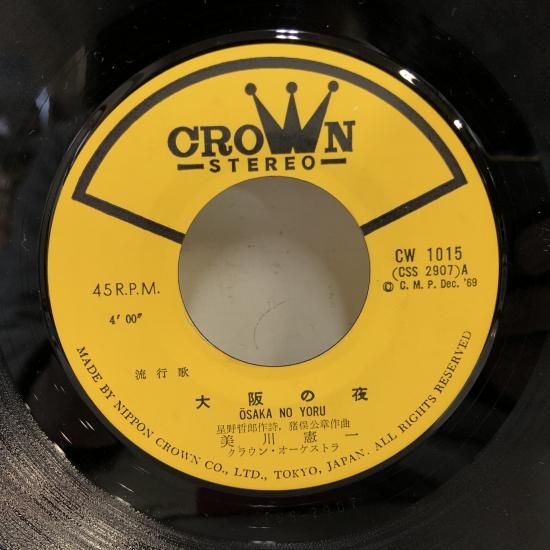 CROWN
STEREO
CW 1015
(CSS 2907)A
© C. M. P. Dec. '69
45 R.P.M.
4' 00"
流行歌
大阪の夜
ŌSAKA NO YORU
星野哲郎作詩、猪俣公章作曲
美川憲一
クラウン・オーケストラ
MADE BY NIPPON CROWN CO., LTD., TOKYO, JAPAN. ALL RIGHTS RESERVED